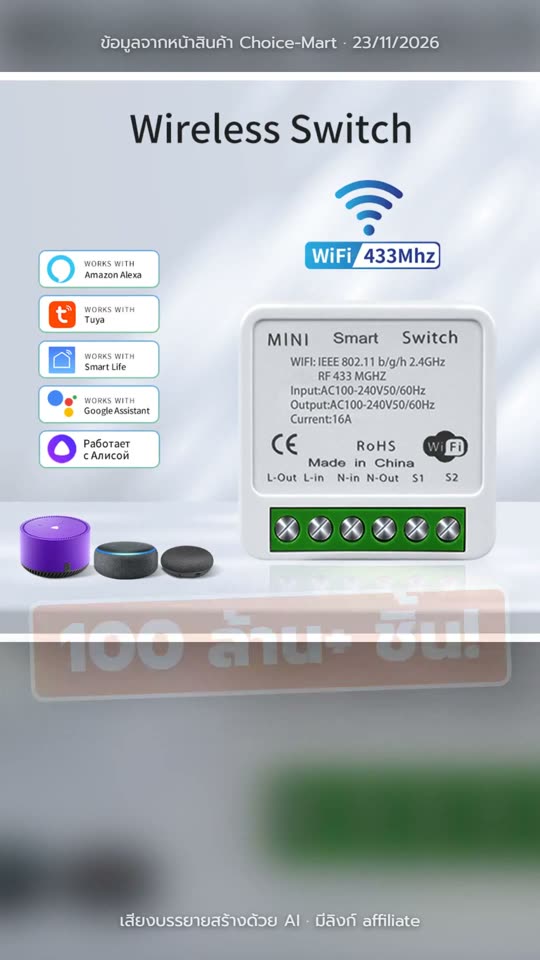 ข้อมูลจากหน้าสินค้า Choice-Mart · 23/11/2026
Wireless Switch
WiFi/433Mhz
WORKS WITH
Amazon Alexa
WORKS WITH
Tuya
WORKS WITH
Smart Life
WORKS WITH
Google Assistant
Работает
с Алисой
MINI Smart Switch
WIFI: IEEE 802.11 b/g/h 2.4GHz
RF 433 MGHZ
Input:AC100-240V50/60Hz
Output:AC100-240V50/60Hz
Current:16A
CE RoHS WiFi
Made in China
L-Out L-in N-in N-Out S1 S2
100 ล้าน+ ชิ้น!
เสียงบรรยายสร้างด้วย AI · มีลิงก์ affiliate